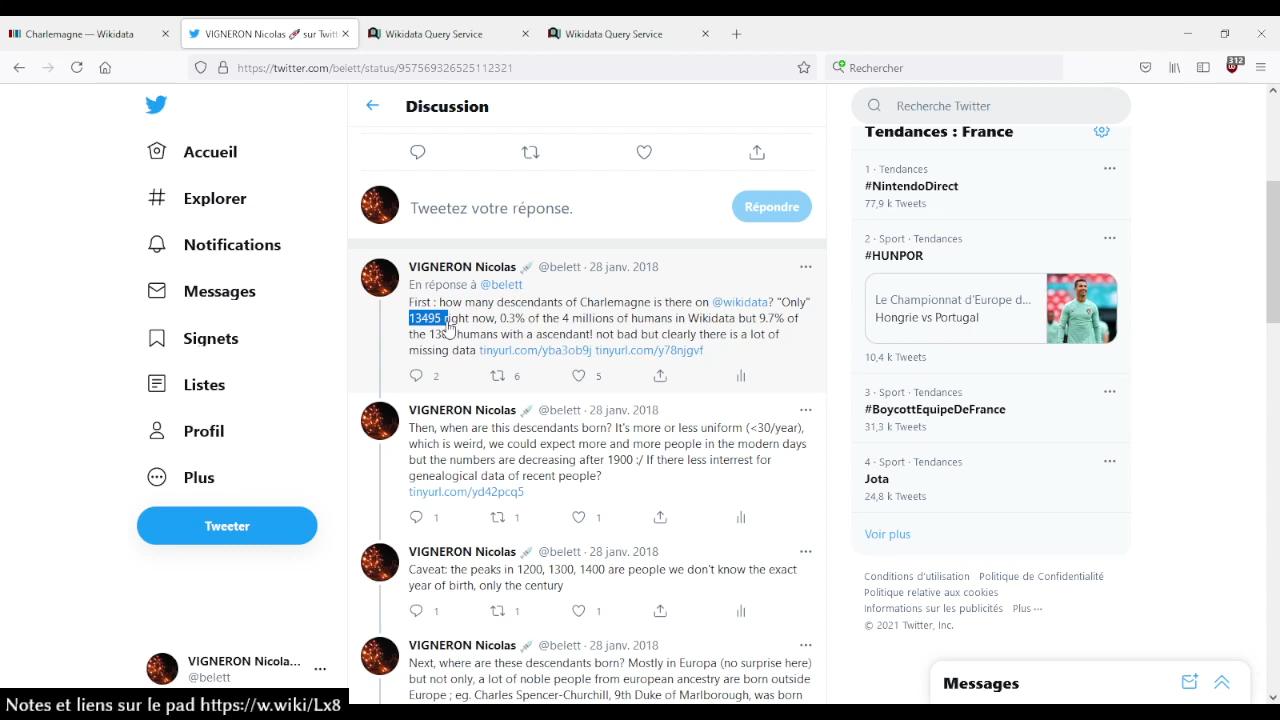 Charlemagne — Wikidata
VIGNERON Nicolas sur Twitt
Wikidata Query Service
Wikidata Query Service
https://twitter.com/belett/status/957569326525112321
Rechercher
312
Accueil
Explorer
Notifications
Messages
Signets
Listes
Profil
Plus
Tweeter
VIGNERON Nicola...
@belett
Notes et liens sur le pad https://w.wiki/Lx8
Discussion
Tweetez votre réponse.
Répondre
VIGNERON Nicolas @belett · 28 janv. 2018
En réponse à @belett
First : how many descendants of Charlemagne is there on @wikidata? "Only"
13495 right now, 0.3% of the 4 millions of humans in Wikidata but 9.7% of
the humans with a ascendant! not bad but clearly there is a lot of
missing data tinyurl.com/yba3ob9j tinyurl.com/y78njgvf
2 6 5
VIGNERON Nicolas @belett · 28 janv. 2018
Then, when are this descendants born? It's more or less uniform (<30/year),
which is weird, we could expect more and more people in the modern days
but the numbers are decreasing after 1900 :/ If there less interrest for
genealogical data of recent people?
tinyurl.com/yd42pcq5
1 1 1
VIGNERON Nicolas @belett · 28 janv. 2018
Caveat: the peaks in 1200, 1300, 1400 are people we don't know the exact
year of birth, only the century
1 1 1
VIGNERON Nicolas @belett · 28 janv. 2018
Next, where are these descendants born? Mostly in Europa (no surprise here)
but not only, a lot of noble people from european ancestry are born outside
Europe ; eg. Charles Spencer-Churchill, 9th Duke of Marlborough, was born
Recherche Twitter
Tendances : France
1 · Tendances
#NintendoDirect
77,9 k Tweets
2 · Sport · Tendances
#HUNPOR
Le Championnat d'Europe d...
Hongrie vs Portugal
10,4 k Tweets
3 · Sport · Tendances
#BoycottEquipeDeFrance
31,3 k Tweets
4 · Sport · Tendances
Jota
24,8 k Tweets
Voir plus
Conditions d'utilisation Politique de Confidentialité
Politique relative aux cookies
Informations sur les publicités Plus ···
© 2021 Twitter, Inc.
Messages